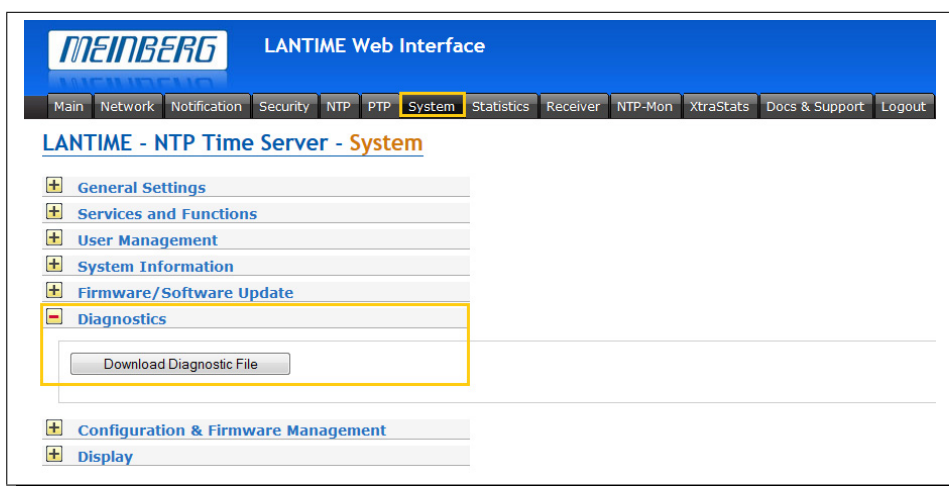 MEINBERG
LANTIME Web Interface
Main Network Notification Security NTP PTP System Statistics Receiver NTP-Mon XtraStats Docs & Support Logout
LANTIME - NTP Time Server - System
General Settings
Services and Functions
User Management
System Information
Firmware/Software Update
Diagnostics
Download Diagnostic File
Configuration & Firmware Management
Display